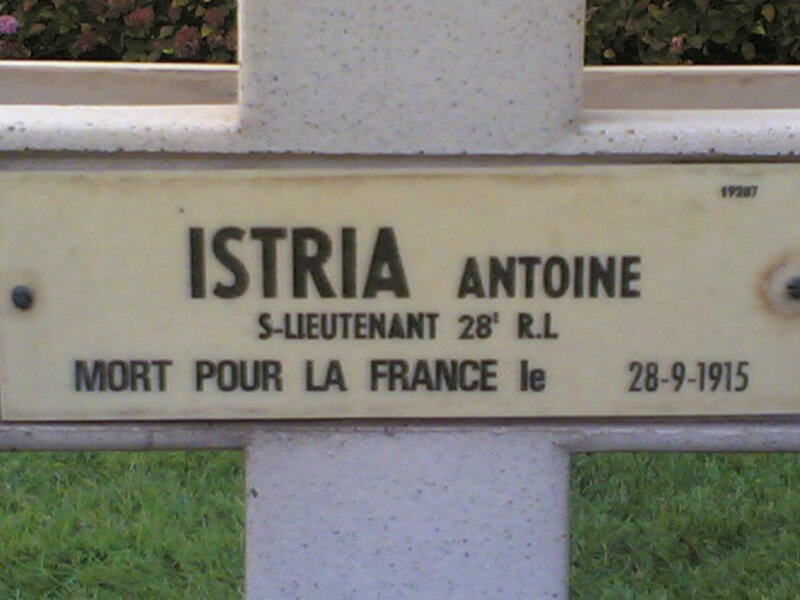 19287
ISTRIA ANTOINE
S-LIEUTENANT 28E R.I.
MORT POUR LA FRANCE le 28-9-1915